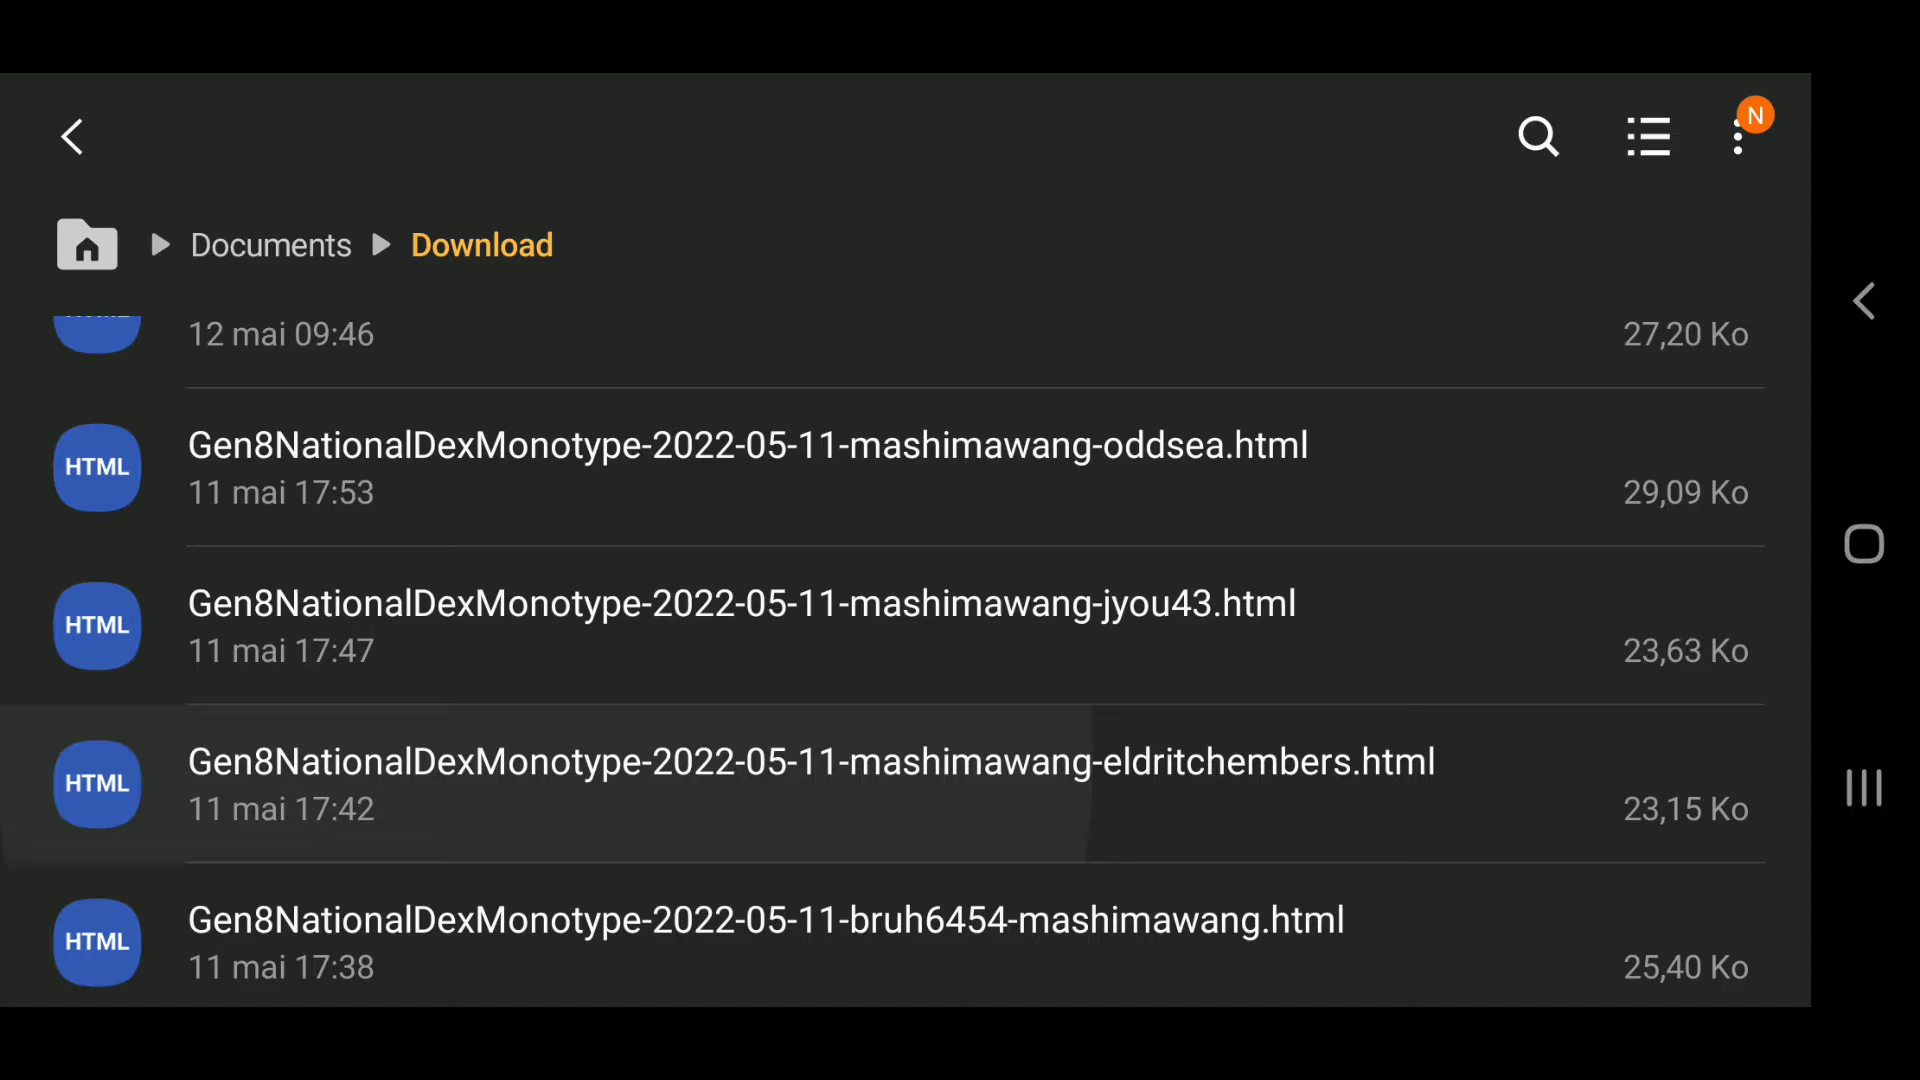 N
Documents Download
12 mai 09:46
27,20 Ko
HTML
Gen8NationalDexMonotype-2022-05-11-mashimawang-oddsea.html
11 mai 17:53
29,09 Ko
HTML
Gen8NationalDexMonotype-2022-05-11-mashimawang-jyou43.html
11 mai 17:47
23,63 Ko
HTML
Gen8NationalDexMonotype-2022-05-11-mashimawang-eldritchembers.html
11 mai 17:42
23,15 Ko
HTML
Gen8NationalDexMonotype-2022-05-11-bruh6454-mashimawang.html
11 mai 17:38
25,40 Ko